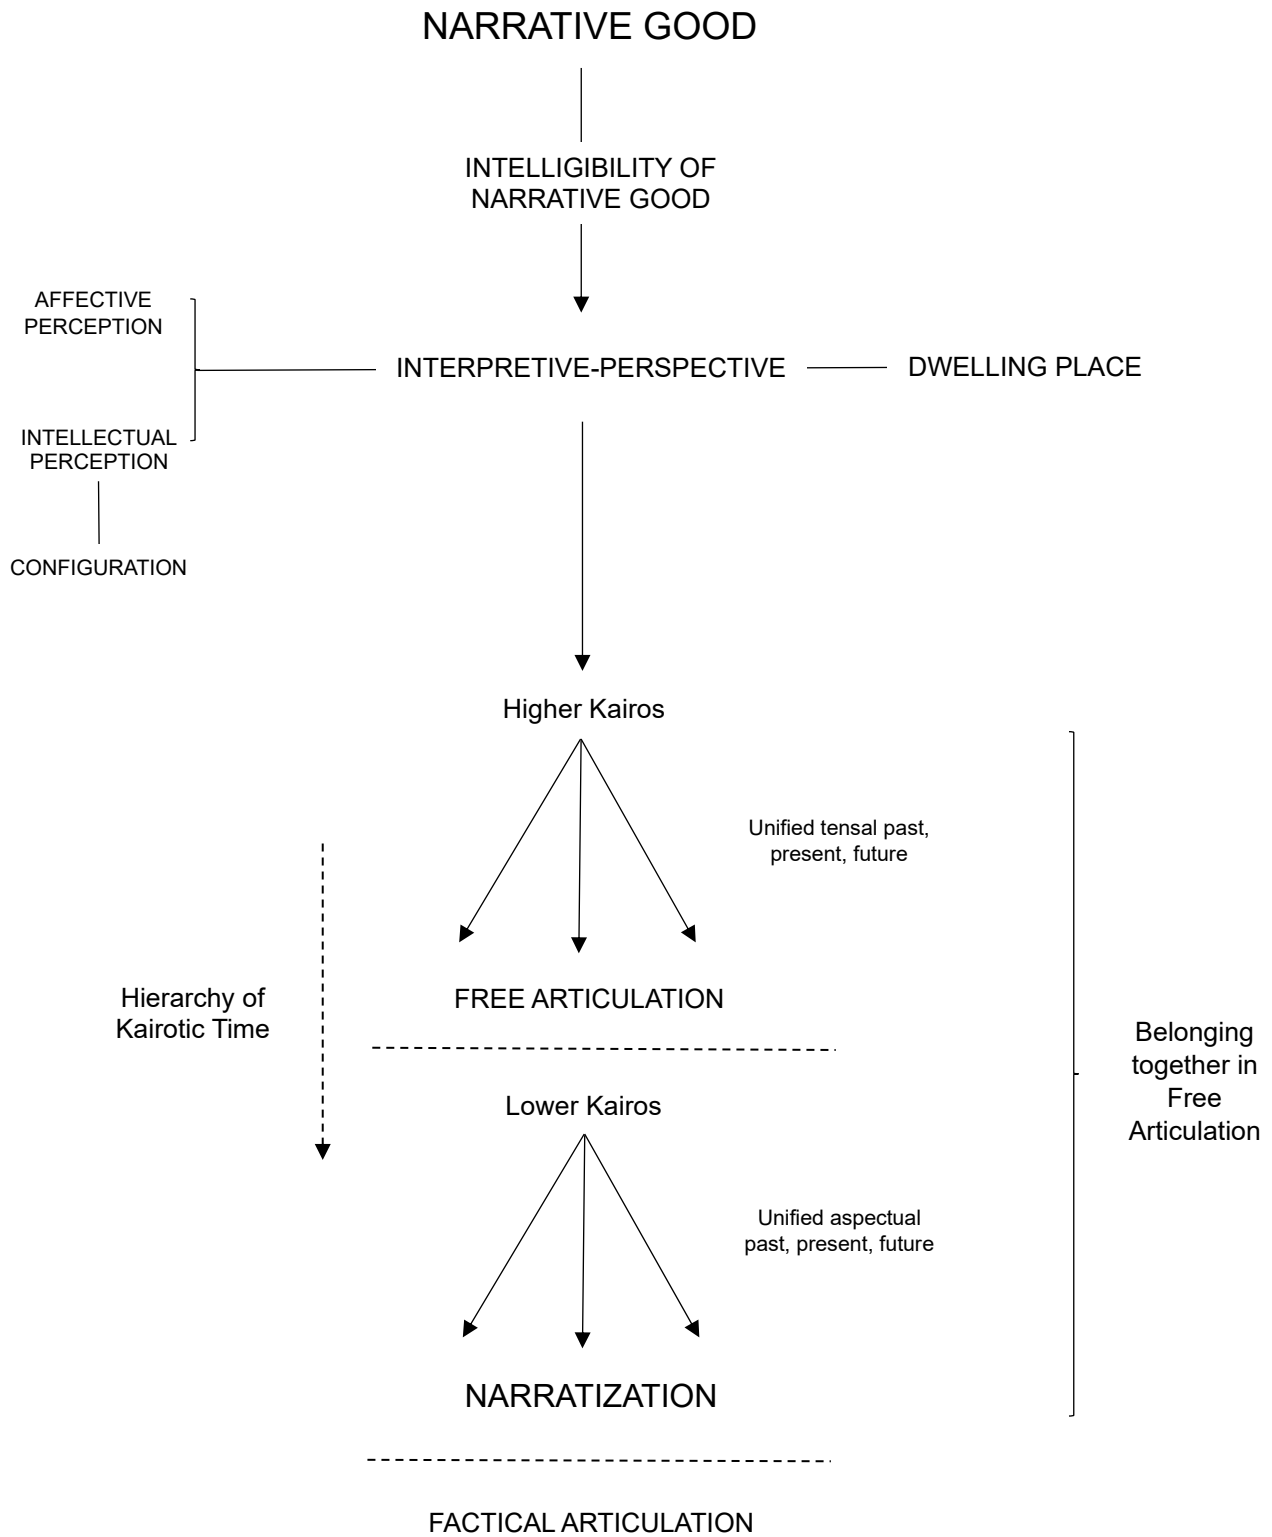 NARRATIVE GOOD
INTELLIGIBILITY OF
NARRATIVE GOOD
AFFECTIVE
PERCEPTION
INTERPRETIVE-PERSPECTIVE
DWELLING PLACE
INTELLECTUAL
PERCEPTION
CONFIGURATION
Higher Kairos
Unified tensal past,
present, future
Hierarchy of
Kairotic Time
FREE ARTICULATION
Belonging
together in
Free
Articulation
Lower Kairos
Unified aspectual
past, present, future
NARRATIZATION
FACTICAL ARTICULATION